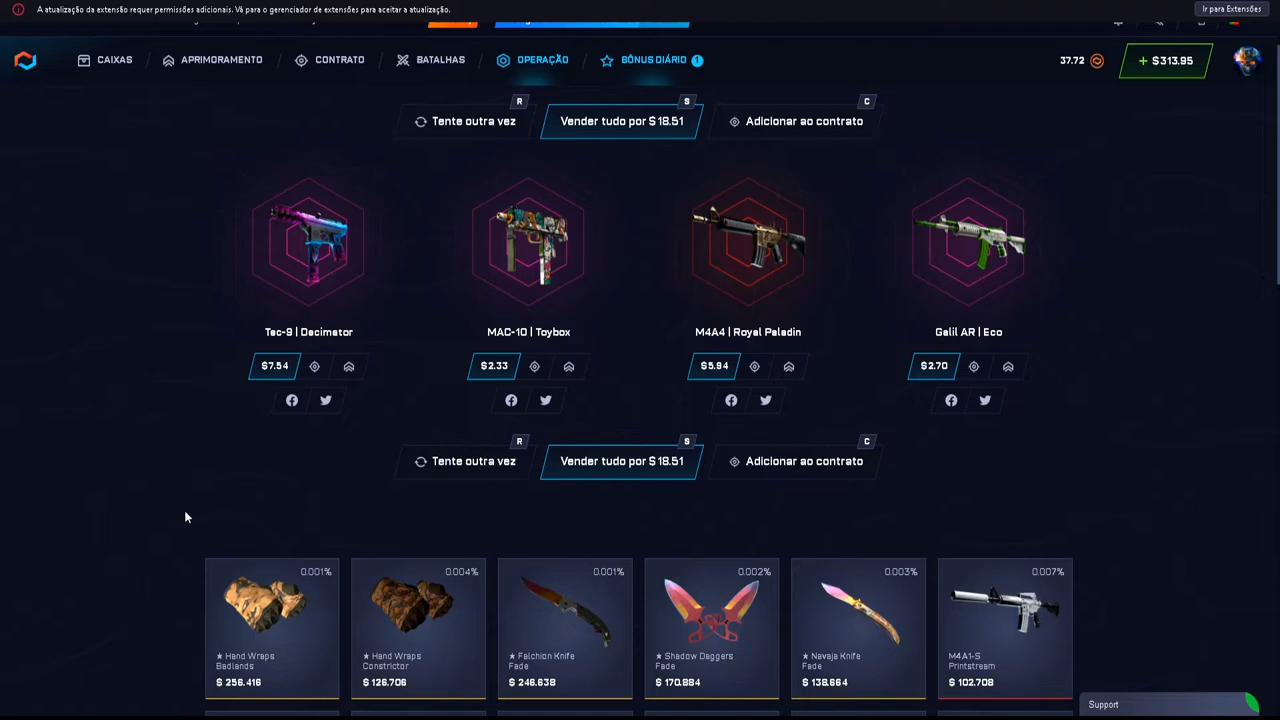 A atualização da extensão requer permissões adicionais. Vá para o gerenciador de extensões para aceitar a atualização.
Ir para Extensões
CAIXAS
APRIMORAMENTO
CONTRATO
BATALHAS
OPERAÇÃO
BÔNUS DIÁRIO 1
37.72
+ $313.95
R
S
C
Tente outra vez
Vender tudo por $ 18.51
Adicionar ao contrato
Tec-9 | Decimator
MAC-10 | Toybox
M4A4 | Royal Paladin
Galil AR | Eco
$7.54
$2.33
$5.94
$2.70
R
S
C
Tente outra vez
Vender tudo por $ 18.51
Adicionar ao contrato
0.001%
0.004%
0.001%
0.002%
0.003%
0.007%
★ Hand Wraps
Badlands
$ 256.416
★ Hand Wraps
Constrictor
$ 126.706
★ Falchion Knife
Fade
$ 246.638
★ Shadow Daggers
Fade
$ 170.884
★ Navaja Knife
Fade
$ 138.664
M4A1-S
Printstream
$ 102.708
Support